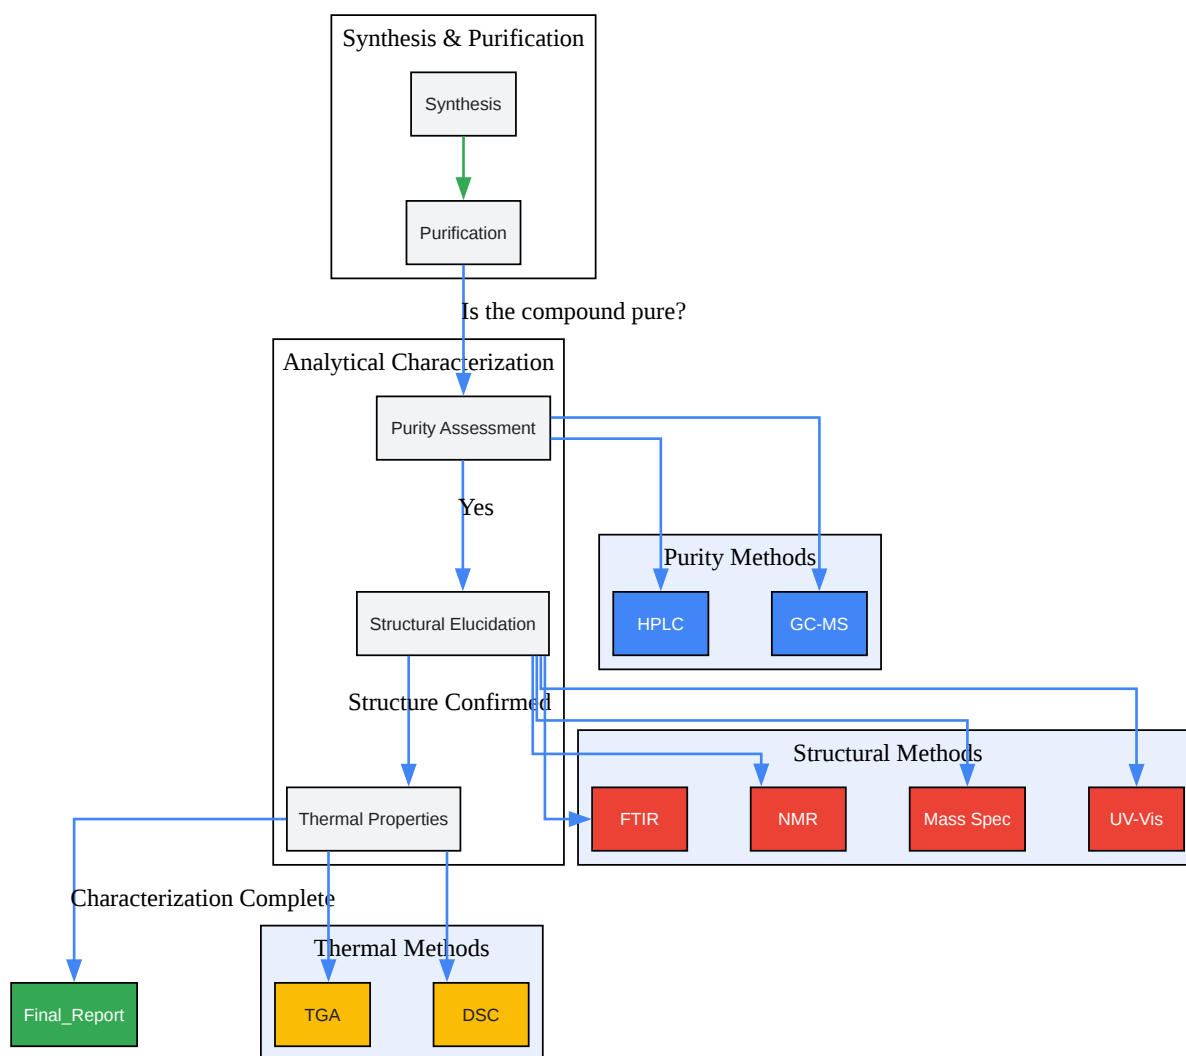 Synthesis & Purification
Synthesis
Purification
Is the compound pure?
Analytical Characterization
Purity Assessment
Yes
Purity Methods
HPLC
GC-MS
Structural Elucidation
Structure Confirmed
Structural Methods
FTIR
NMR
Mass Spec
UV-Vis
Thermal Properties
Characterization Complete
Thermal Methods
Final_Report
TGA
DSC